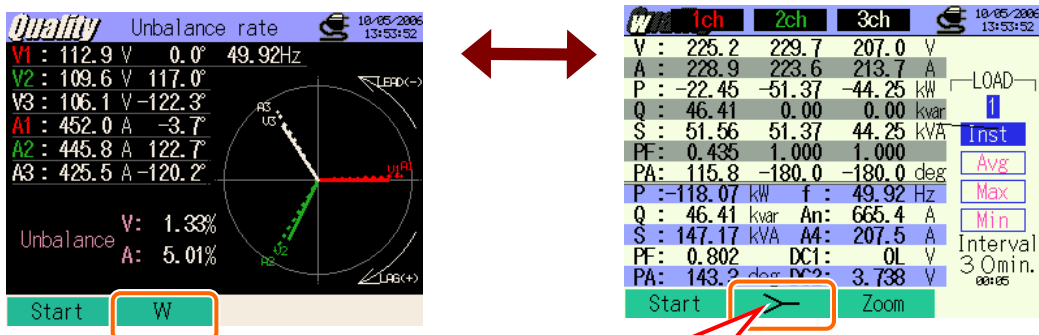 Quality Unbalance rate 10/05/2006
13:53:52
V1 : 112.9 V 0.0° 49.92Hz
V2 : 109.6 V 117.0°
V3 : 106.1 V -122.3°
A1 : 452.0 A -3.7°
A2 : 445.8 A 122.7°
A3 : 425.5 A -120.2°
LEAD(-)
A3
V3
V1 A1
V2
A2
LAG(+)
Unbalance
V: 1.33%
A: 5.01%
Start W
W 1ch 2ch 3ch 10/05/2006
13:53:52
V : 225.2 229.7 207.0 V
A : 228.9 223.6 213.7 A
P : -22.45 -51.37 -44.25 kW
Q : 46.41 0.00 0.00 kvar
S : 51.56 51.37 44.25 kVA
PF: 0.435 1.000 1.000
PA: 115.8 -180.0 -180.0 deg
P :-118.07 kW f : 49.92 Hz
Q : 46.41 kvar An: 665.4 A
S : 147.17 kVA A4: 207.5 A
PF: 0.802 DC1: OL V
PA: 143.2 deg DC2: 3.738 V
LOAD
1
Inst
Avg
Max
Min
Interval
30min.
00:05
Start Zoom